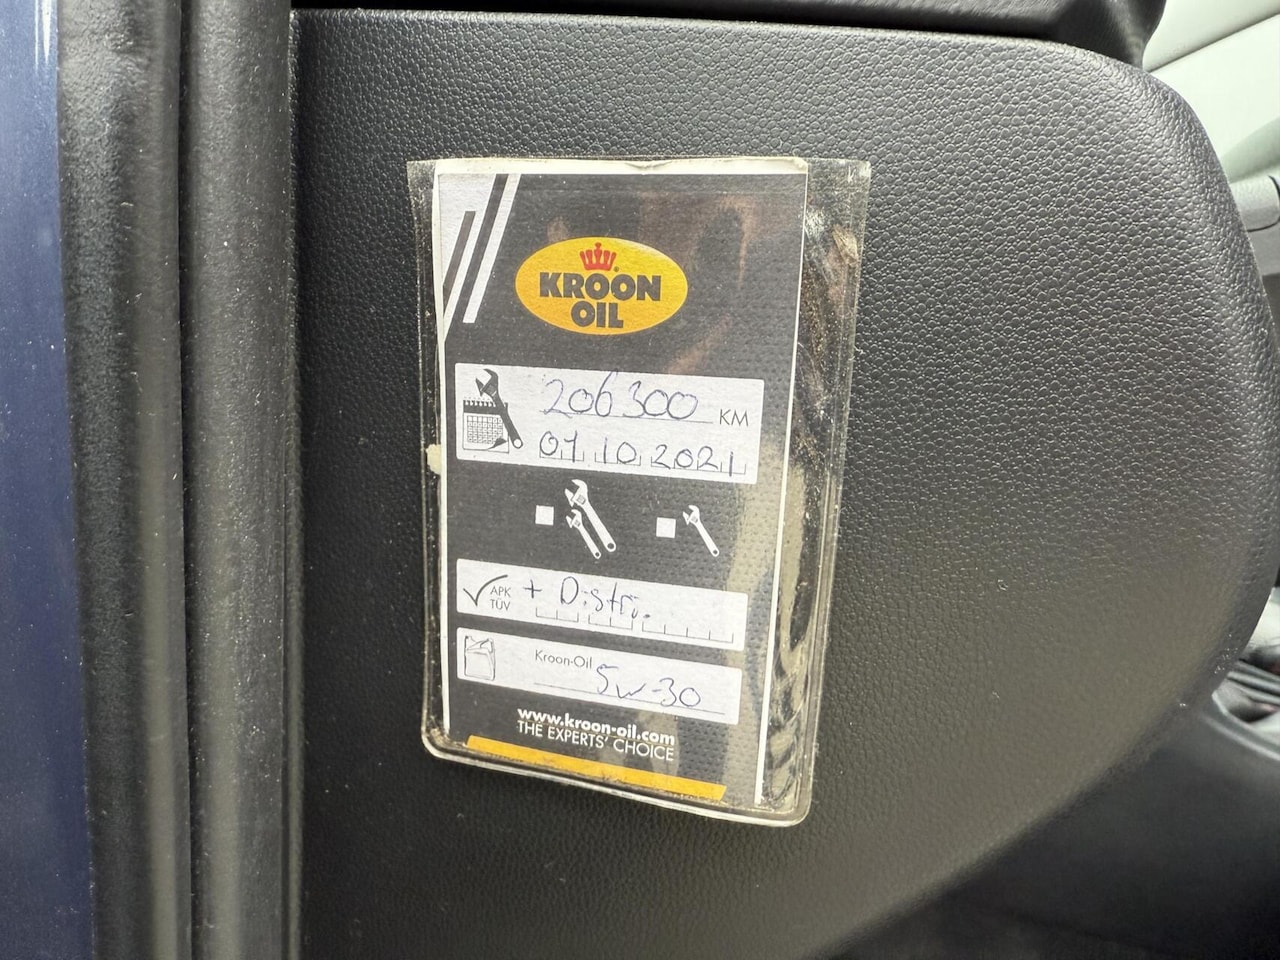 KROON
OIL
206300 KM
07 10 2021
APK
TÜV
+ Distr.
Kroon-Oil 5w-30
www.kroon-oil.com
THE EXPERTS' CHOICE